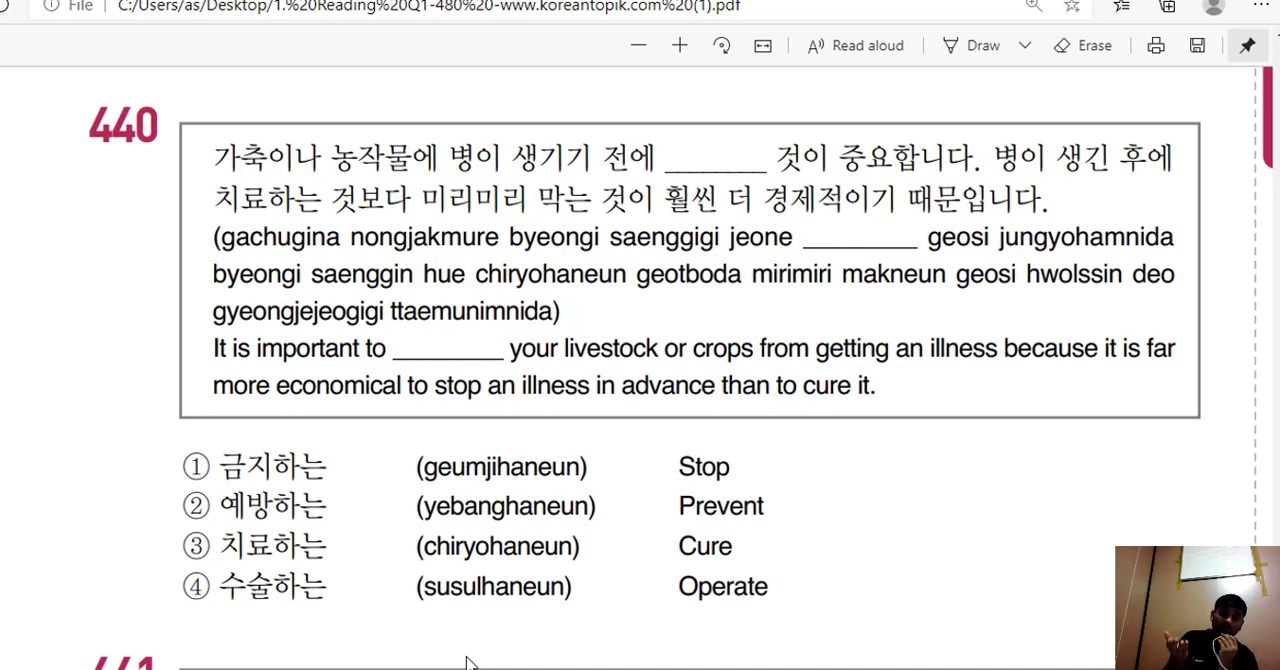 File C:/Users/as/Desktop/1.%20Reading%20Q1-480%20-www.koreantopik.com%20(1).pdf
Read aloud Draw Erase
440
가축이나 농작물에 병이 생기기 전에 ________ 것이 중요합니다. 병이 생긴 후에
치료하는 것보다 미리미리 막는 것이 훨씬 더 경제적이기 때문입니다.
(gachugina nongjakmure byeongi saenggigi jeone ________ geosi jungyohamnida
byeongi saenggin hue chiryohaneun geotboda mirimiri makneun geosi hwolssin deo
gyeongjejeogigi ttaemunimnida)
It is important to ________ your livestock or crops from getting an illness because it is far
more economical to stop an illness in advance than to cure it.
① 금지하는 (geumjihaneun) Stop
② 예방하는 (yebanghaneun) Prevent
③ 치료하는 (chiryohaneun) Cure
④ 수술하는 (susulhaneun) Operate